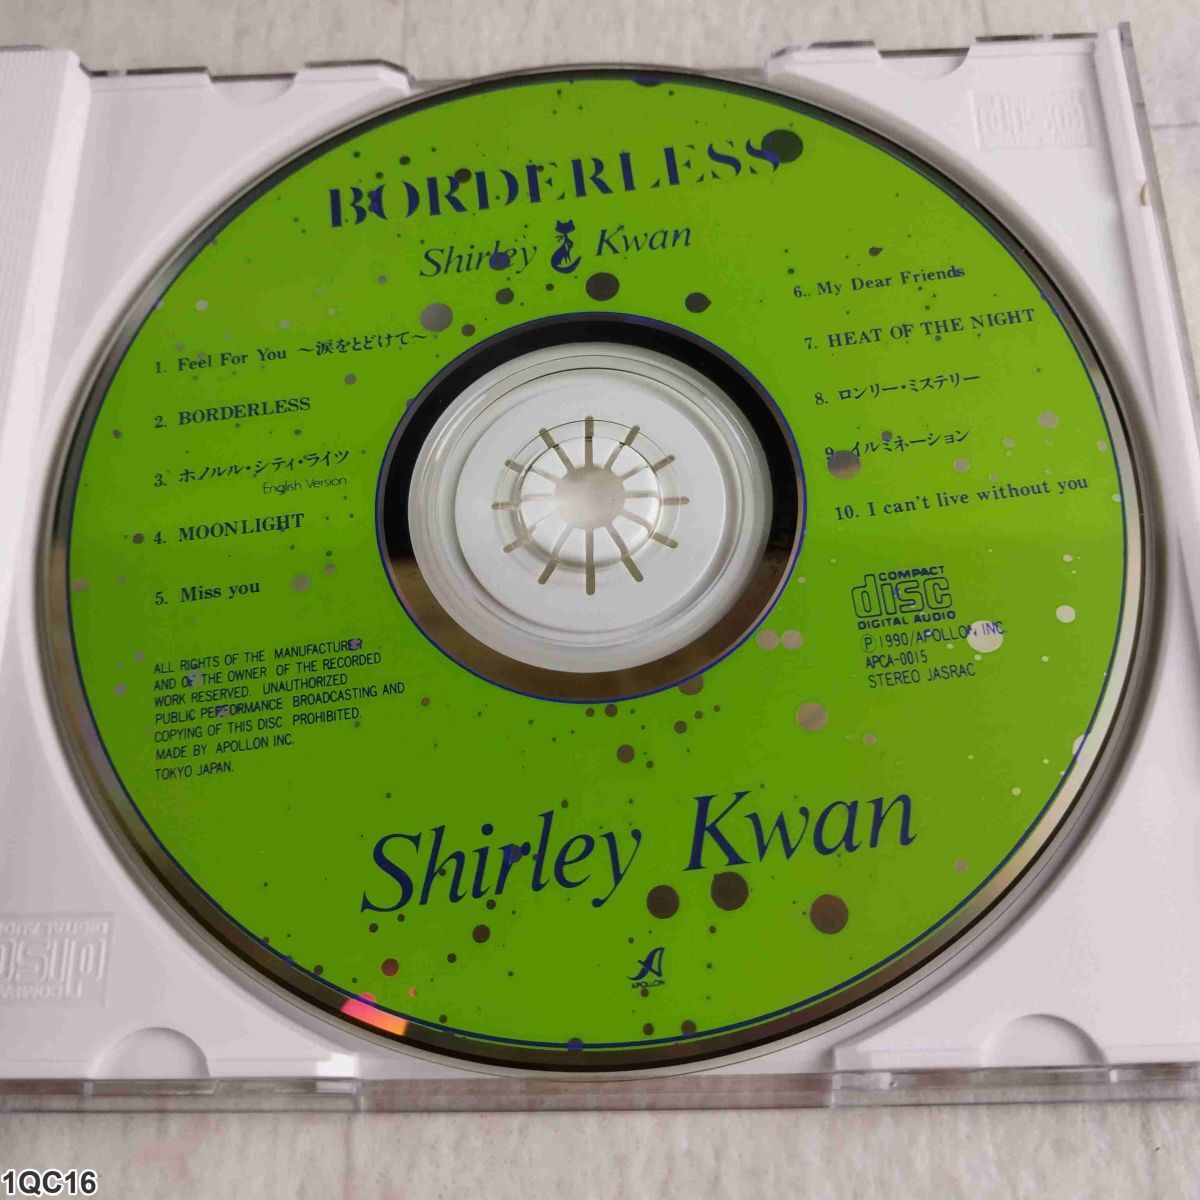 BORDERLESS
Shirley Kwan
1. Feel For You ～涙をとどけて～
2. BORDERLESS
3. ホノルル・シティ・ライツ
English Version
4. MOONLIGHT
5. Miss you
6. My Dear Friends
7. HEAT OF THE NIGHT
8. ロンリー・ミステリー
9. イルミネーション
10. I can't live without you
COMPACT
disc
DIGITAL AUDIO
Ⓟ 1990/APOLLON INC.
APCA-0015
STEREO JASRAC
ALL RIGHTS OF THE MANUFACTURER
AND OF THE OWNER OF THE RECORDED
WORK RESERVED. UNAUTHORIZED
PUBLIC PERFORMANCE BROADCASTING AND
COPYING OF THIS DISC PROHIBITED.
MADE BY APOLLON INC.
TOKYO JAPAN.
Shirley Kwan
APOLLON
disc
COMPACT
disc
DIGITAL AUDIO
1QC16